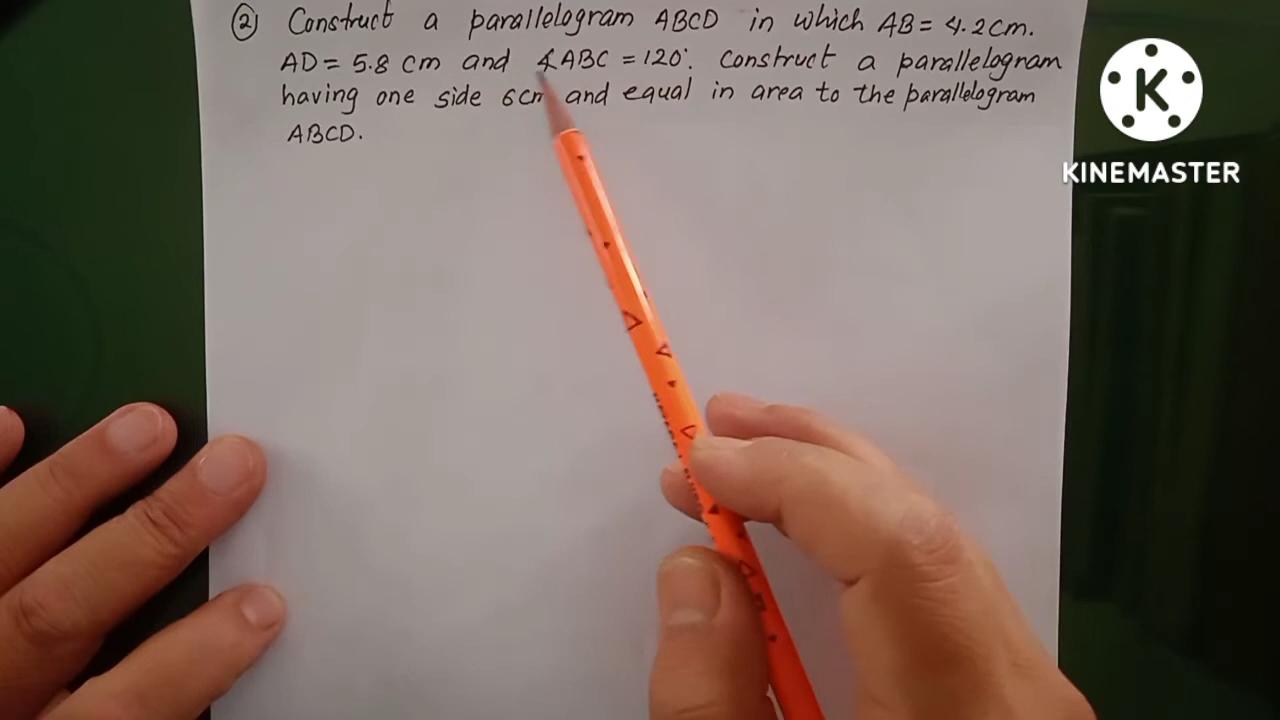 ② Construct a parallelogram ABCD in which AB = 4.2cm.
AD = 5.8 cm and ∡ABC = 120°. Construct a parallelogram
having one side 6cm and equal in area to the parallelogram
ABCD.
K
KINEMASTER